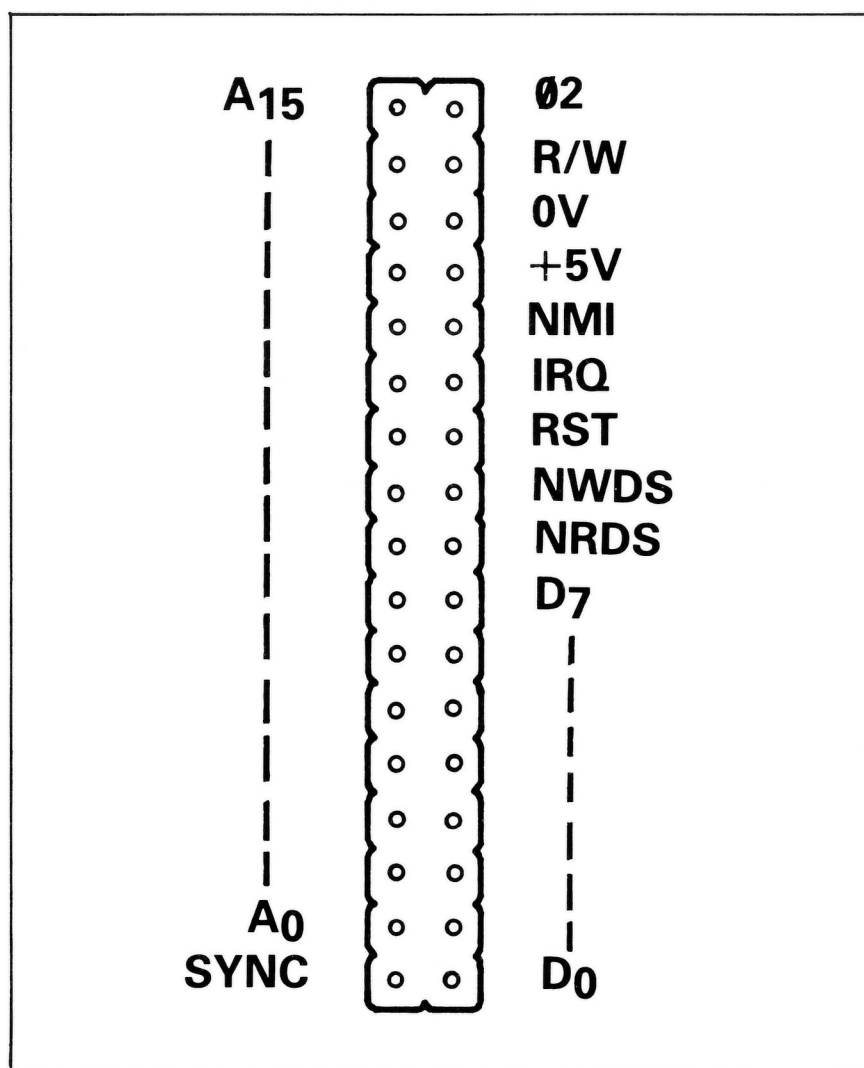 A15 Ø2
R/W
0V
+5V
NMI
IRQ
RST
NWDS
NRDS
D7
A0
SYNC D0